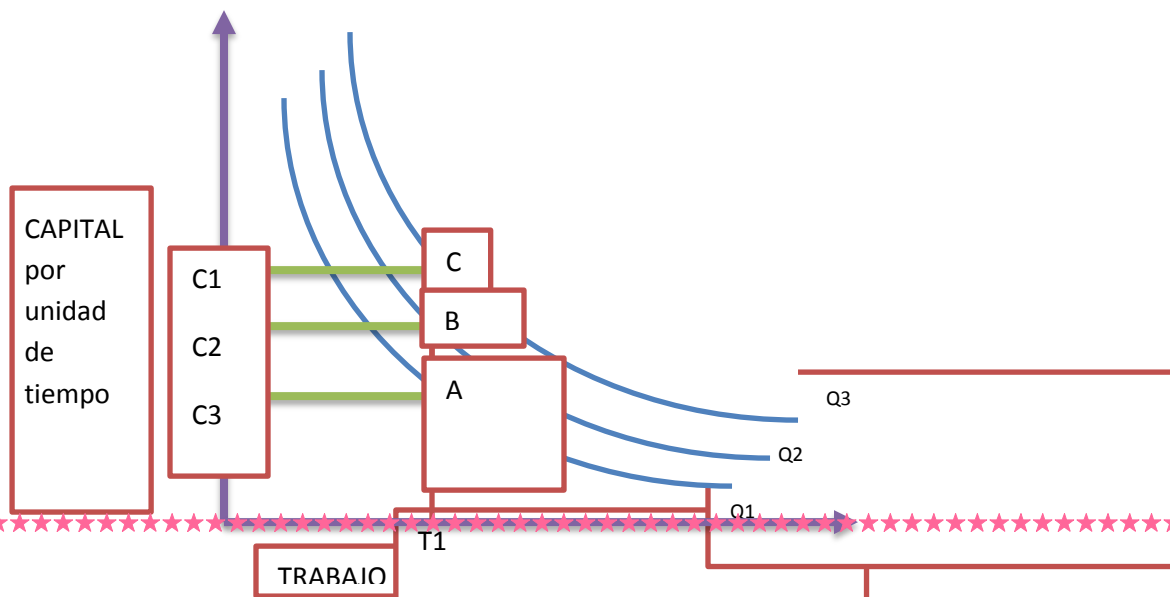 CAPITAL
por
unidad
de
tiempo
C1
C2
C3
C
B
A
Q3
Q2
Q1
T1
TRABAJO